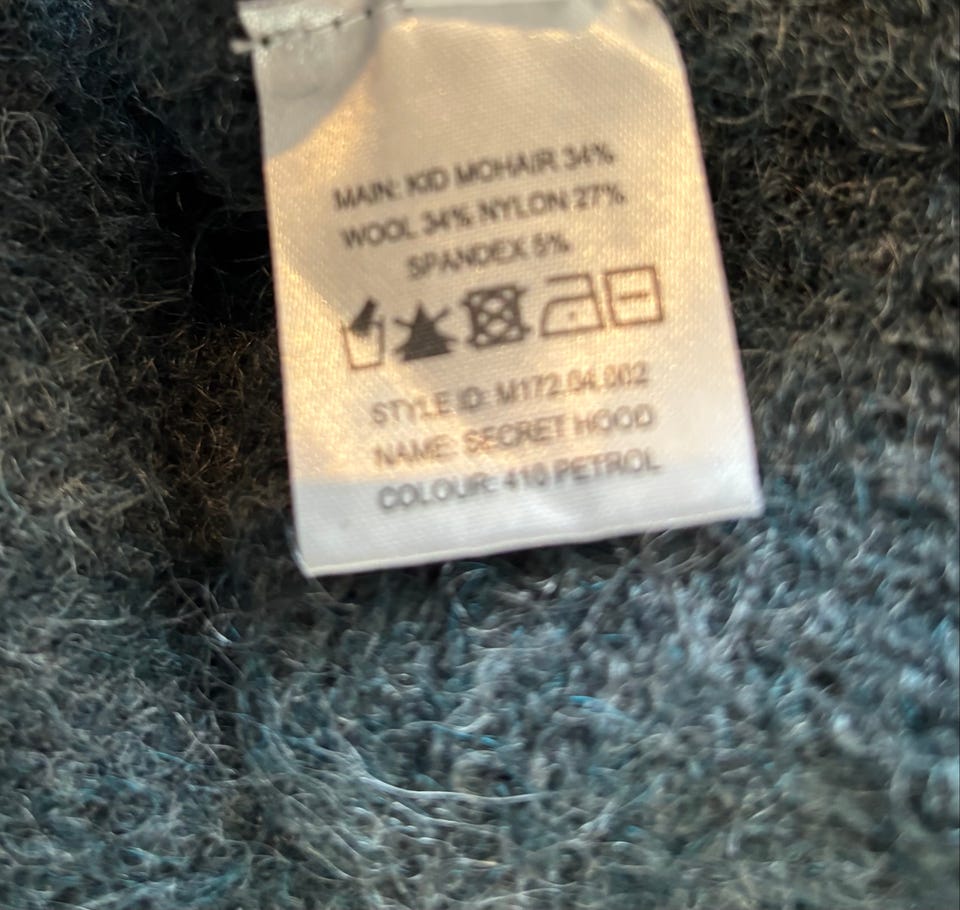 MAIN: KID MOHAIR 34%
WOOL 34% NYLON 27%
SPANDEX 5%
STYLE ID: M172.04.002
NAME: SECRET HOOD
COLOUR: 410 PETROL